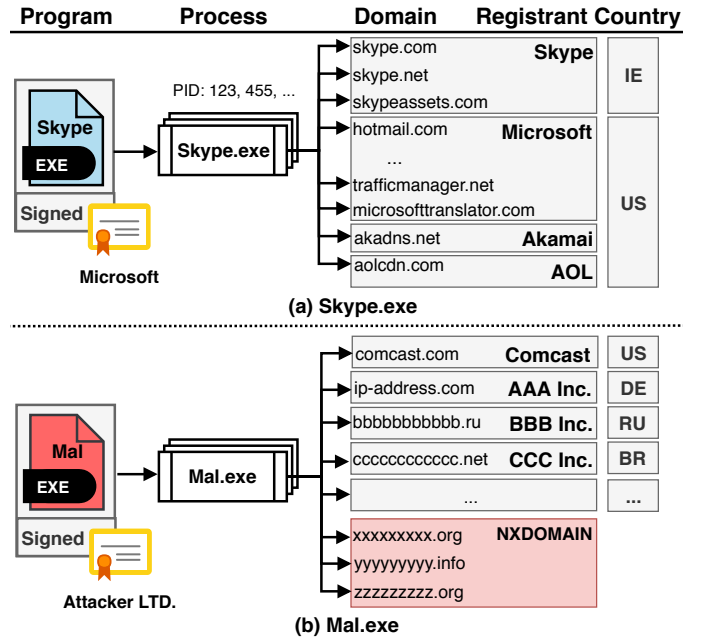 Program Process Domain Registrant Country
PID: 123, 455, ...
Skype
EXE
Signed
Microsoft
Skype.exe
skype.com Skype IE
skype.net
skypeassets.com
hotmail.com Microsoft US
...
trafficmanager.net
microsofttranslator.com
akadns.net Akamai
aolcdn.com AOL
(a) Skype.exe
Mal
EXE
Signed
Attacker LTD.
Mal.exe
comcast.com Comcast US
ip-address.com AAA Inc. DE
bbbbbbbbbbb.ru BBB Inc. RU
cccccccccccc.net CCC Inc. BR
... ...
xxxxxxxxx.org NXDOMAIN
yyyyyyyyy.info
zzzzzzzzz.org
(b) Mal.exe